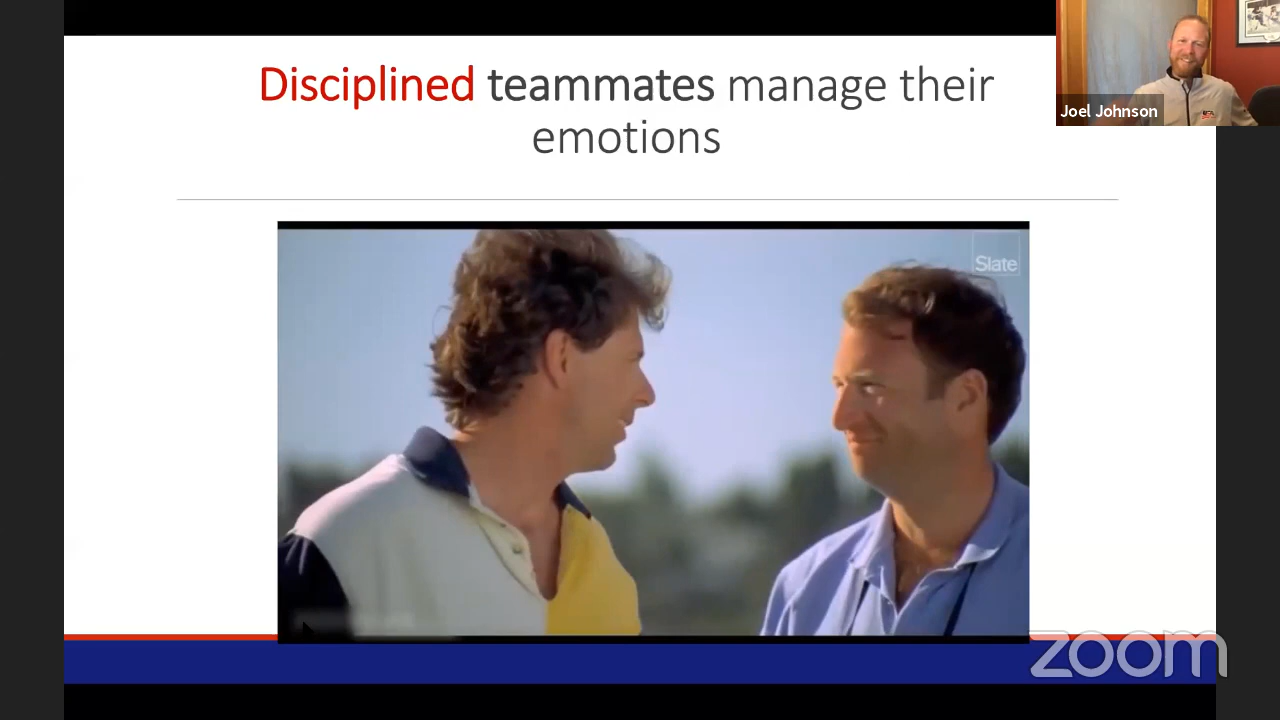 Disciplined teammates manage their
emotions
Joel Johnson
Slate
zoom